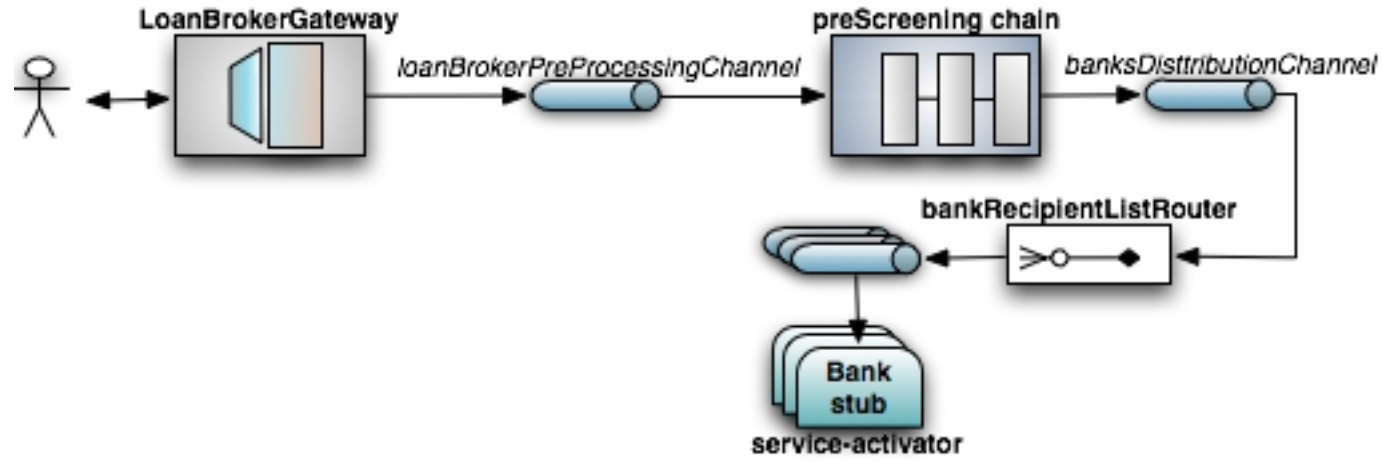 LoanBrokerGateway
preScreening chain
loanBrokerPreProcessingChannel
banksDisttributionChannel
bankRecipientListRouter
Bank
stub
service-activator